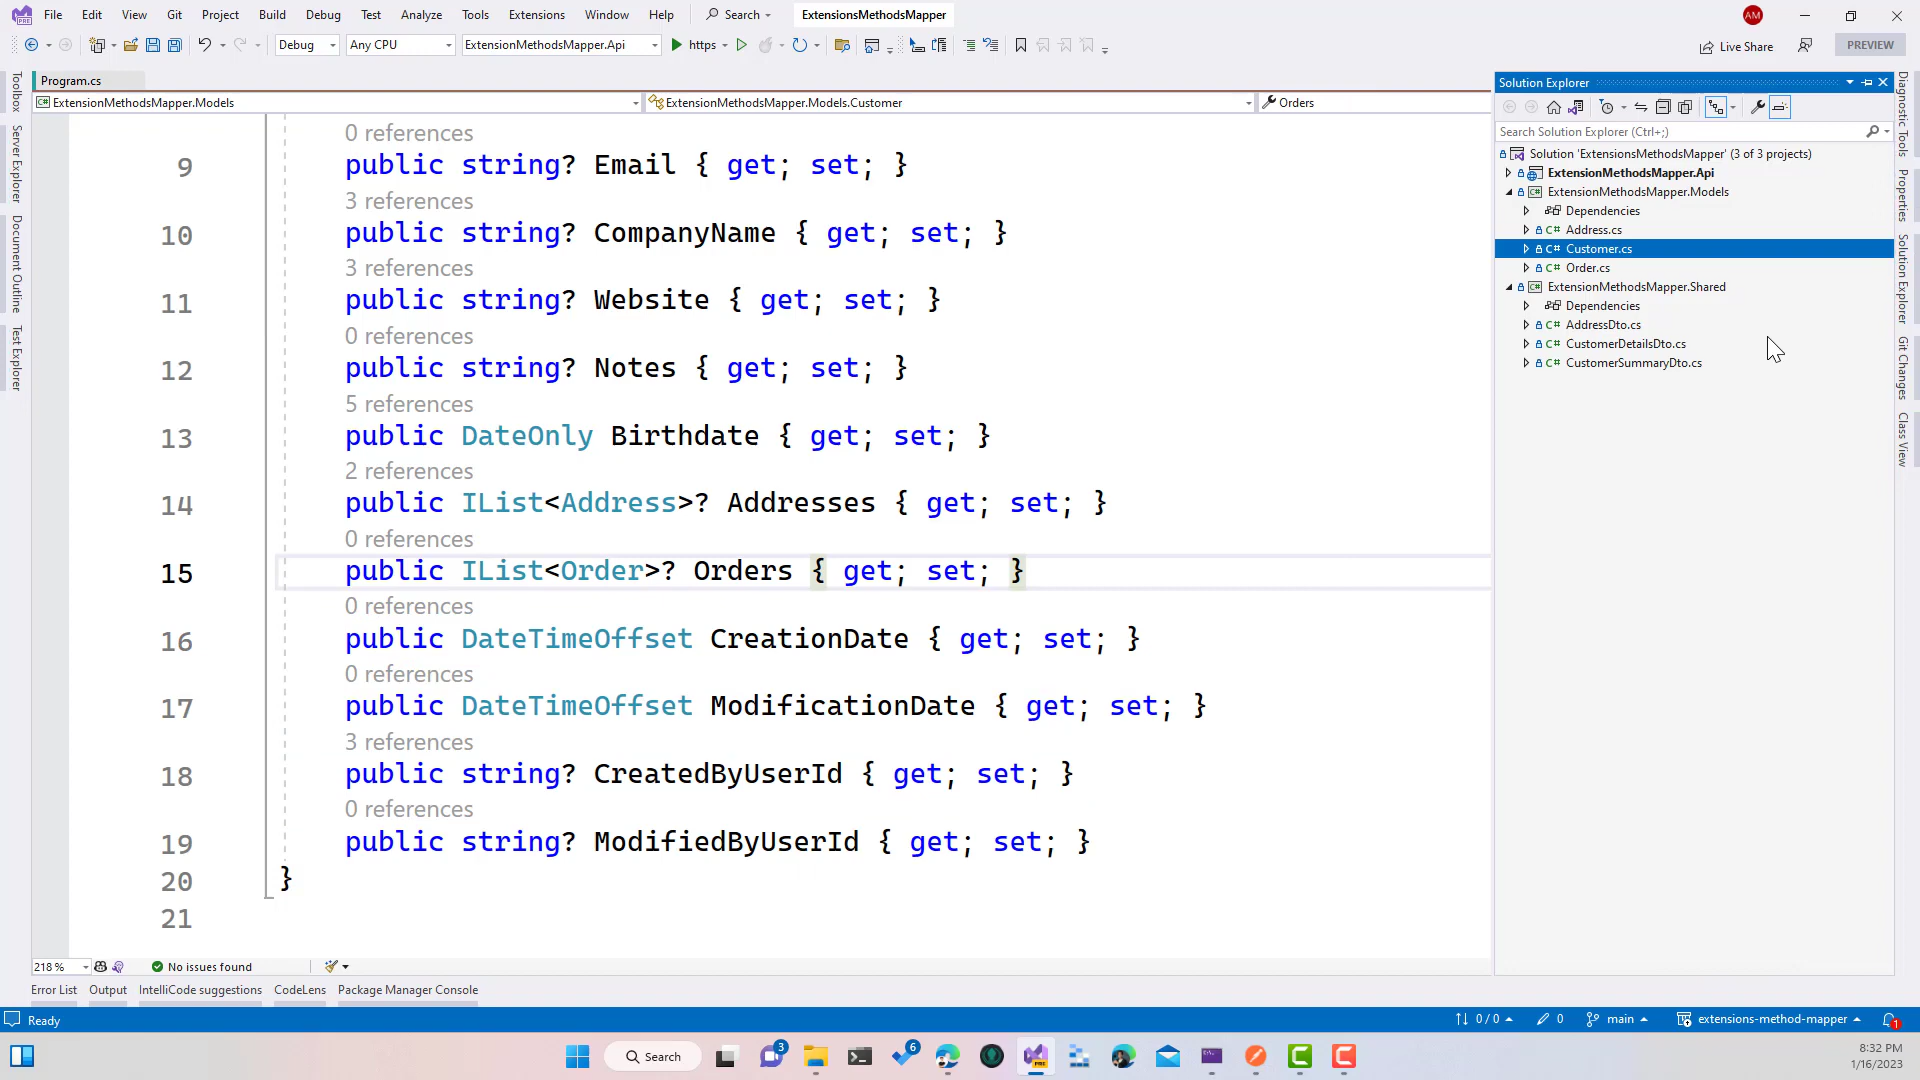 File Edit View Git Project Build Debug Test Analyze Tools Extensions Window Help Search ExtensionsMethodsMapper AM
Debug Any CPU ExtensionMethodsMapper.Api https Live Share PREVIEW
Program.cs
ExtensionMethodsMapper.Models ExtensionMethodsMapper.Models.Customer Orders
Toolbox
Server Explorer
Document Outline
Test Explorer
0 references
9 public string? Email { get; set; }
3 references
10 public string? CompanyName { get; set; }
3 references
11 public string? Website { get; set; }
0 references
12 public string? Notes { get; set; }
5 references
13 public DateOnly Birthdate { get; set; }
2 references
14 public IList<Address>? Addresses { get; set; }
0 references
15 public IList<Order>? Orders { get; set; }
0 references
16 public DateTimeOffset CreationDate { get; set; }
0 references
17 public DateTimeOffset ModificationDate { get; set; }
3 references
18 public string? CreatedByUserId { get; set; }
0 references
19 public string? ModifiedByUserId { get; set; }
20 }
21
218 % No issues found
Solution Explorer
Search Solution Explorer (Ctrl+;)
Solution 'ExtensionsMethodsMapper' (3 of 3 projects)
ExtensionMethodsMapper.Api
ExtensionMethodsMapper.Models
Dependencies
C# Address.cs
C# Customer.cs
C# Order.cs
ExtensionMethodsMapper.Shared
Dependencies
C# AddressDto.cs
C# CustomerDetailsDto.cs
C# CustomerSummaryDto.cs
Diagnostic Tools
Properties
Solution Explorer
Git Changes
Class View
Error List Output IntelliCode suggestions CodeLens Package Manager Console
Ready 0 / 0 0 main extensions-method-mapper 1
Search 3 6
8:32 PM
1/16/2023